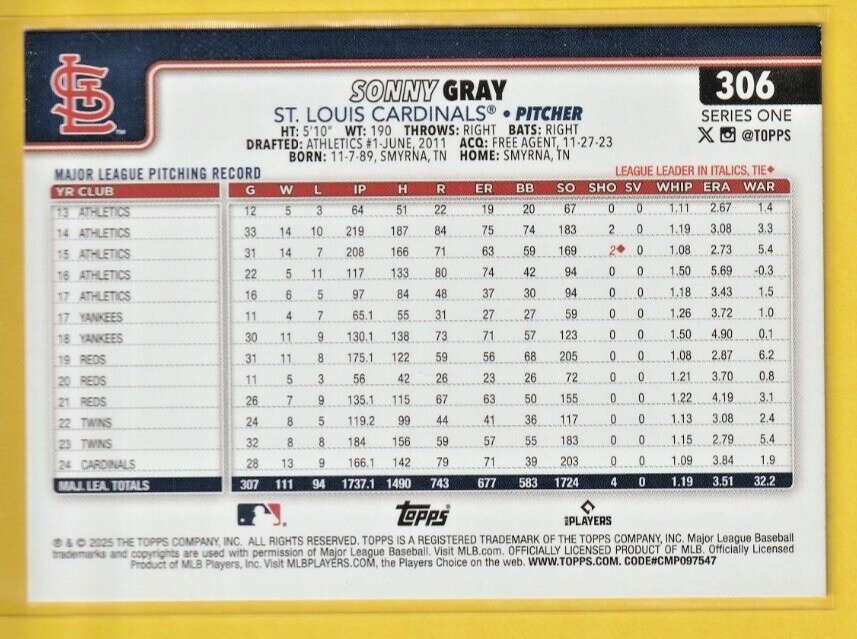 SONNY GRAY
306
ST. LOUIS CARDINALS® • PITCHER
SERIES ONE
HT: 5'10" WT: 190 THROWS: RIGHT BATS: RIGHT
@TOPPS
DRAFTED: ATHLETICS #1-JUNE, 2011 ACQ: FREE AGENT, 11-27-23
BORN: 11-7-89, SMYRNA, TN HOME: SMYRNA, TN
MAJOR LEAGUE PITCHING RECORD
LEAGUE LEADER IN ITALICS, TIE♦
YR CLUB G W L IP H R ER BB SO SHO SV WHIP ERA WAR
13 ATHLETICS 12 5 3 64 51 22 19 20 67 0 0 1.11 2.67 1.4
14 ATHLETICS 33 14 10 219 187 84 75 74 183 2 0 1.19 3.08 3.3
15 ATHLETICS 31 14 7 208 166 71 63 59 169 2♦ 0 1.08 2.73 5.4
16 ATHLETICS 22 5 11 117 133 80 74 42 94 0 0 1.50 5.69 -0.3
17 ATHLETICS 16 6 5 97 84 48 37 30 94 0 0 1.18 3.43 1.5
17 YANKEES 11 4 7 65.1 55 31 27 27 59 0 0 1.26 3.72 1.0
18 YANKEES 30 11 9 130.1 138 73 71 57 123 0 0 1.50 4.90 0.1
19 REDS 31 11 8 175.1 122 59 56 68 205 0 0 1.08 2.87 6.2
20 REDS 11 5 3 56 42 26 23 26 72 0 0 1.21 3.70 0.8
21 REDS 26 7 9 135.1 115 67 63 50 155 0 0 1.22 4.19 3.1
22 TWINS 24 8 5 119.2 99 44 41 36 117 0 0 1.13 3.08 2.4
23 TWINS 32 8 8 184 156 59 57 55 183 0 0 1.15 2.79 5.4
24 CARDINALS 28 13 9 166.1 142 79 71 39 203 0 0 1.09 3.84 1.9
MAJ. LEA. TOTALS 307 111 94 1737.1 1490 743 677 583 1724 4 0 1.19 3.51 32.2
Topps
PLAYERS
® & © 2025 THE TOPPS COMPANY, INC. ALL RIGHTS RESERVED. TOPPS IS A REGISTERED TRADEMARK OF THE TOPPS COMPANY, INC. Major League Baseball
trademarks and copyrights are used with permission of Major League Baseball. Visit MLB.com. OFFICIALLY LICENSED PRODUCT OF MLB. Officially Licensed
Product of MLB Players, Inc. Visit MLBPLAYERS.COM, the Players Choice on the web. WWW.TOPPS.COM. CODE#CMP097547